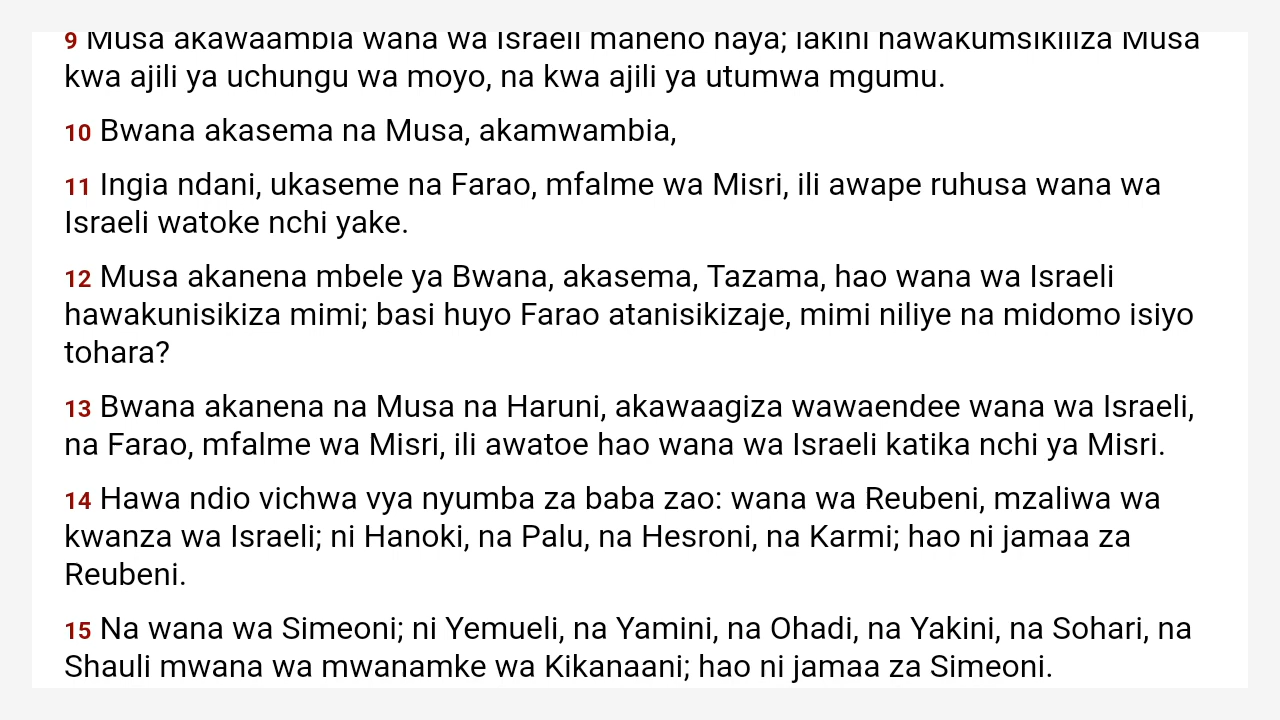 9 Musa akawaambia wana wa Israeli maneno haya; lakini hawakumsikiliza Musa
kwa ajili ya uchungu wa moyo, na kwa ajili ya utumwa mgumu.
10 Bwana akasema na Musa, akamwambia,
11 Ingia ndani, ukaseme na Farao, mfalme wa Misri, ili awape ruhusa wana wa
Israeli watoke nchi yake.
12 Musa akanena mbele ya Bwana, akasema, Tazama, hao wana wa Israeli
hawakunisikiza mimi; basi huyo Farao atanisikizaje, mimi niliye na midomo isiyo
tohara?
13 Bwana akanena na Musa na Haruni, akawaagiza wawaendee wana wa Israeli,
na Farao, mfalme wa Misri, ili awatoe hao wana wa Israeli katika nchi ya Misri.
14 Hawa ndio vichwa vya nyumba za baba zao: wana wa Reubeni, mzaliwa wa
kwanza wa Israeli; ni Hanoki, na Palu, na Hesroni, na Karmi; hao ni jamaa za
Reubeni.
15 Na wana wa Simeoni; ni Yemueli, na Yamini, na Ohadi, na Yakini, na Sohari, na
Shauli mwana wa mwanamke wa Kikanaani; hao ni jamaa za Simeoni.